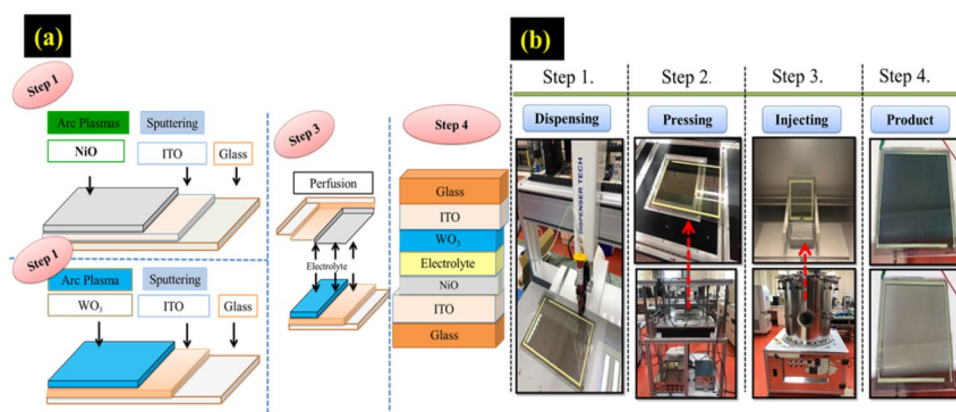 (a)
Step 1
Arc Plasmas
Sputtering
NiO
ITO
Glass
Step 1
Arc Plasma
Sputtering
WO₃
ITO
Glass
Step 3
Perfusion
Electrolyte
Step 4
Glass
ITO
WO₃
Electrolyte
NiO
ITO
Glass
(b)
Step 1.
Step 2.
Step 3.
Step 4.
Dispensing
Pressing
Injecting
Product
DISPENSER TECH